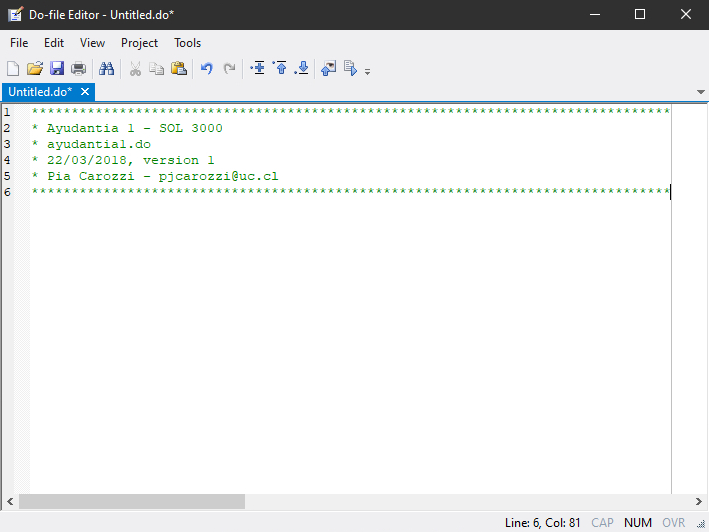 Do-file Editor - Untitled.do*
File Edit View Project Tools
Untitled.do*
1 ********************************************************************************
2 * Ayudantia 1 - SOL 3000
3 * ayudantia1.do
4 * 22/03/2018, version 1
5 * Pia Carozzi - pjcarozzi@uc.cl
6 ********************************************************************************
Line: 6, Col: 81 CAP NUM OVR